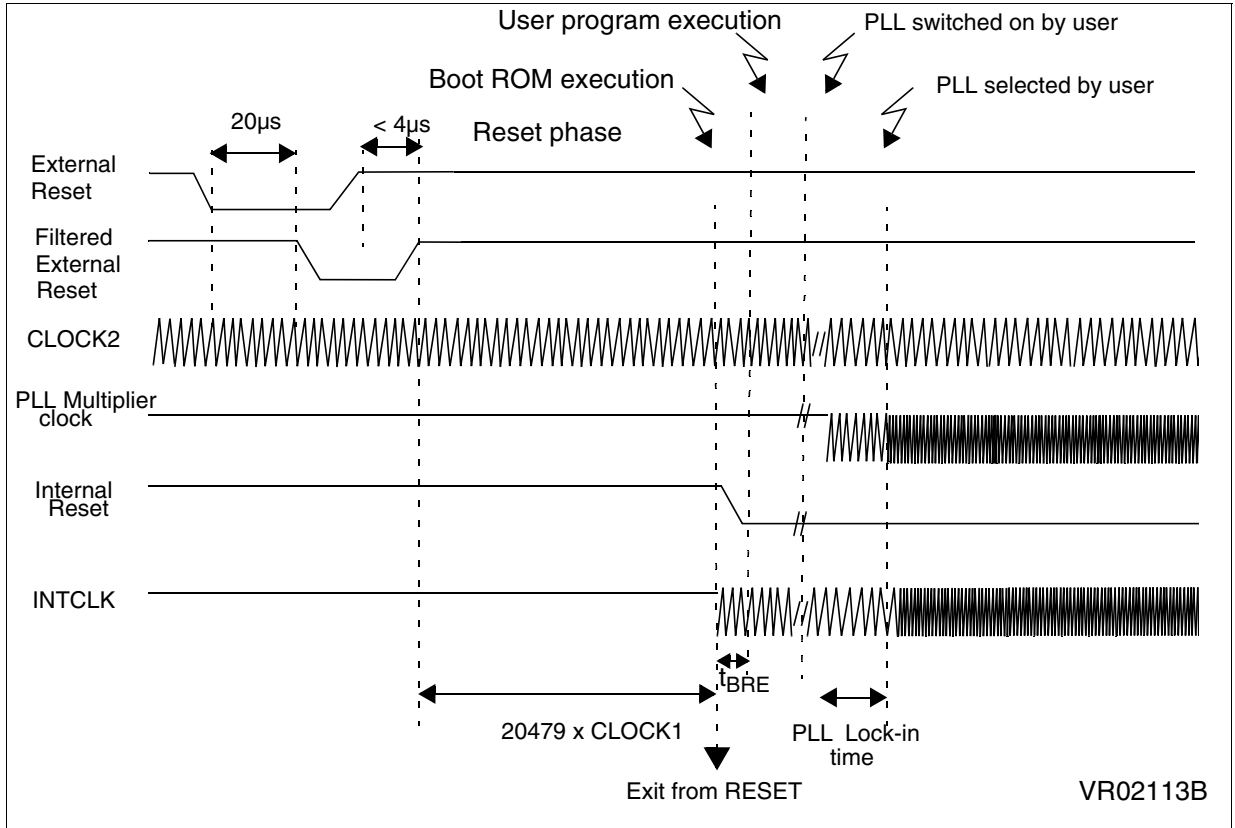 User program execution
PLL switched on by user
Boot ROM execution
PLL selected by user
20µs
< 4µs
Reset phase
External
Reset
Filtered
External
Reset
CLOCK2
PLL Multiplier
clock
Internal
Reset
INTCLK
tBRE
20479 x CLOCK1
PLL Lock-in
time
Exit from RESET
VR02113B